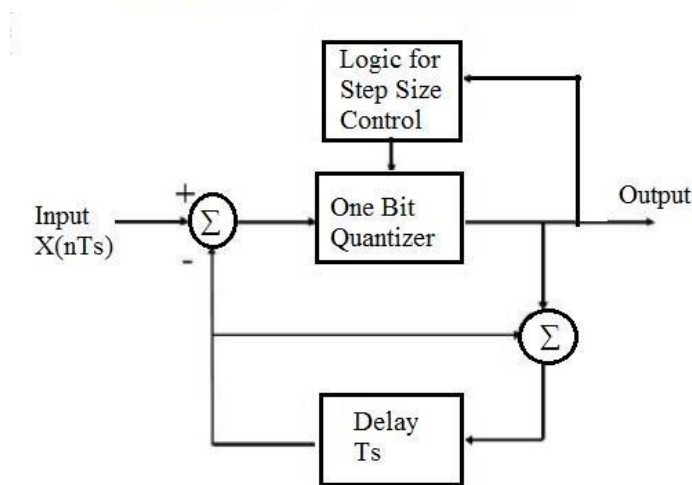 Logic for
Step Size
Control
+
Σ
-
Input
X(nTs)
One Bit
Quantizer
Output
Σ
Delay
Ts